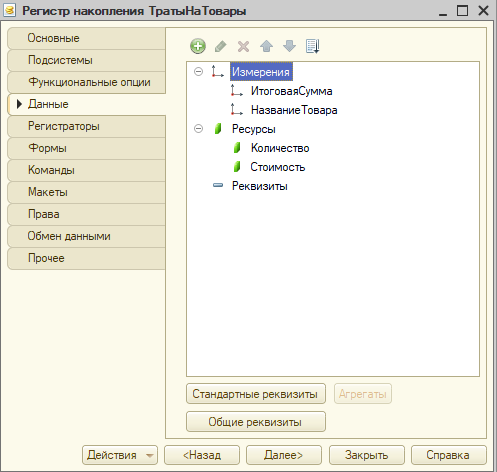 Регистр накопления ТратыНаТовары
Основные
Подсистемы
Функциональные опции
Данные
Регистраторы
Формы
Команды
Макеты
Права
Обмен данными
Прочее
Измерения
ИтоговаяСумма
НазваниеТовара
Ресурсы
Количество
Стоимость
Реквизиты
Стандартные реквизиты
Агрегаты
Общие реквизиты
Действия
<Назад
Далее>
Закрыть
Справка